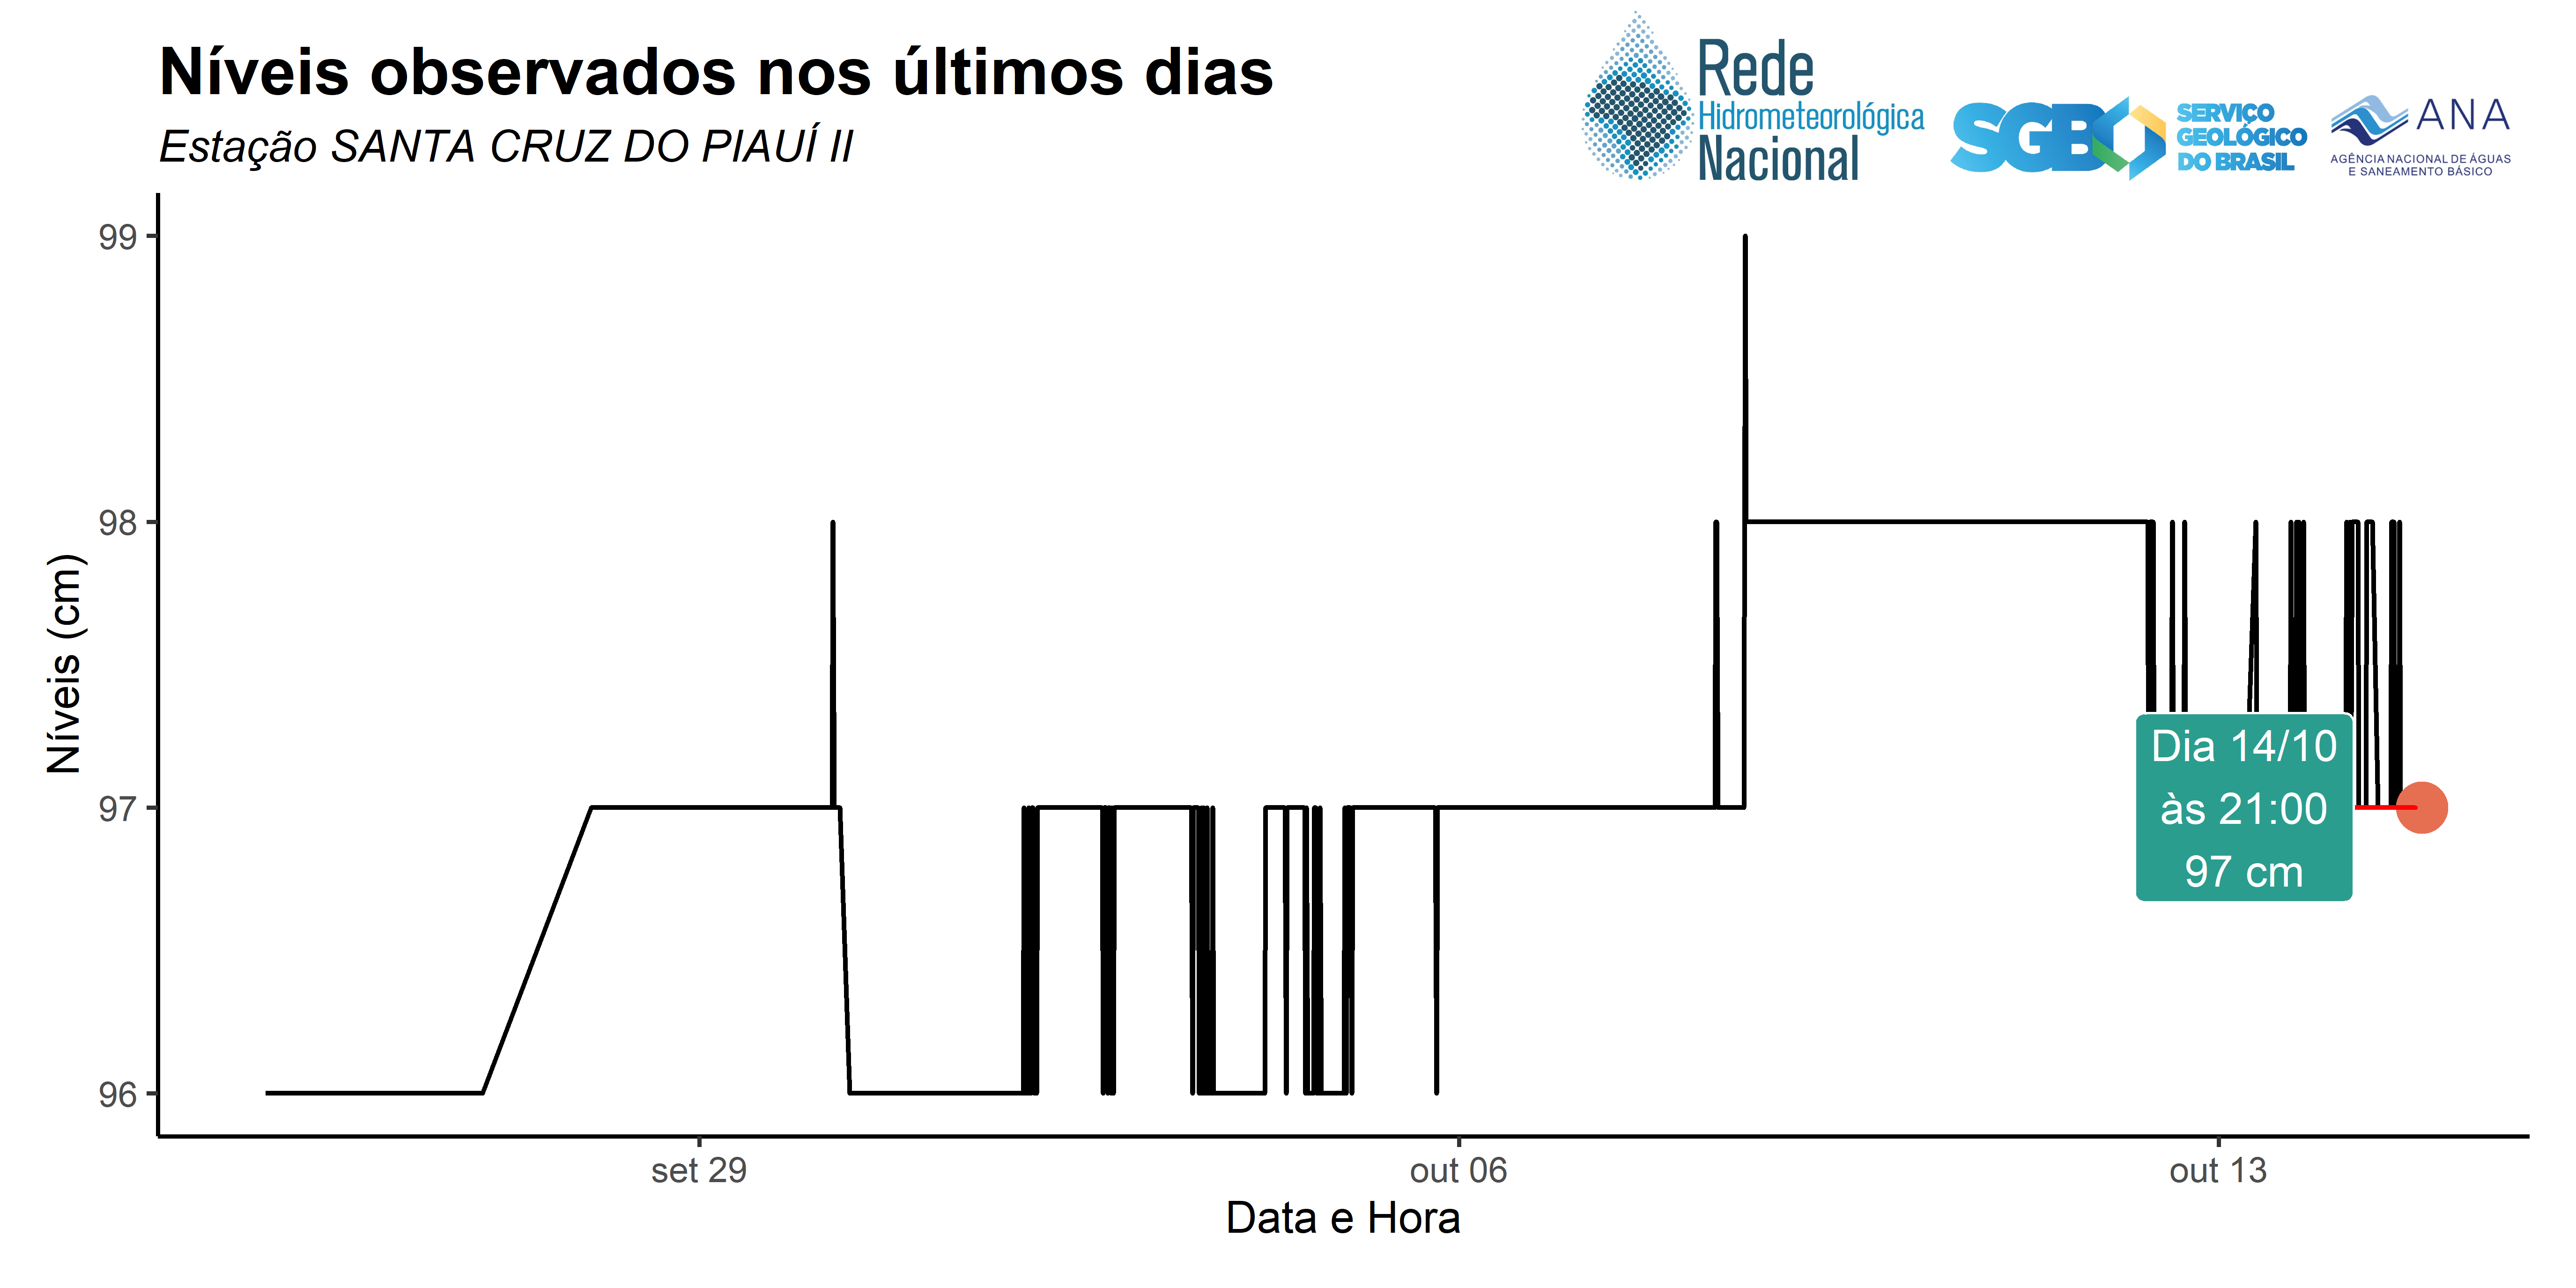 Níveis observados nos últimos dias
Estação SANTA CRUZ DO PIAUÍ II
Rede
Hidrometeorológica
Nacional
SGB
SERVIÇO
GEOLÓGICO
DO BRASIL
ANA
AGÊNCIA NACIONAL DE ÁGUAS
E SANEAMENTO BÁSICO
Níveis (cm)
99
98
97
96
Dia 14/10
às 21:00
97 cm
set 29
out 06
out 13
Data e Hora